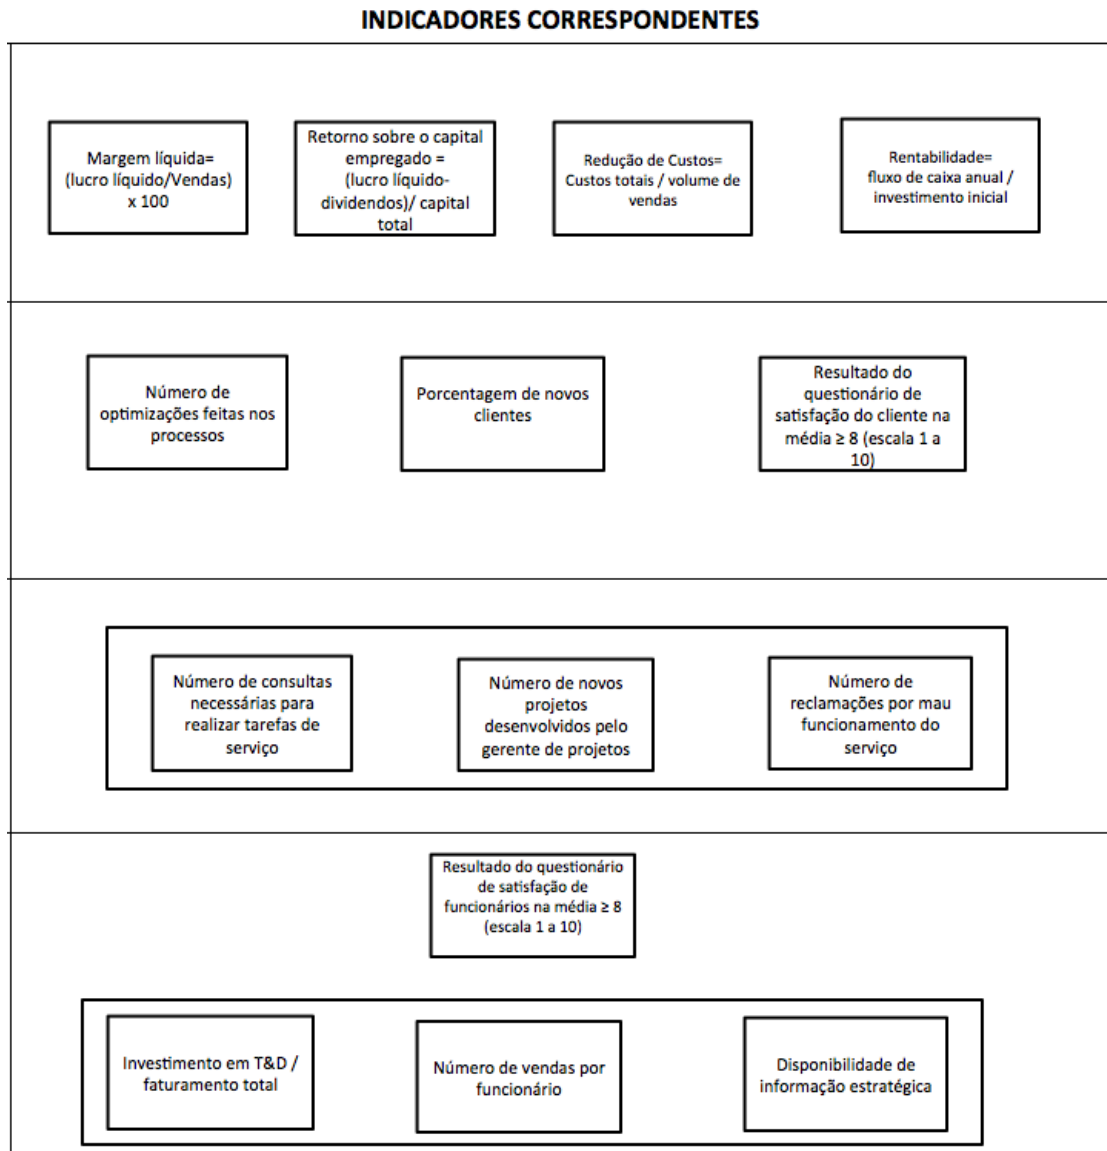 INDICADORES CORRESPONDENTES
Margem líquida=
(lucro líquido/Vendas)
x 100
Retorno sobre o capital
empregado =
(lucro líquido-
dividendos)/ capital
total
Redução de Custos=
Custos totais / volume de
vendas
Rentabilidade=
fluxo de caixa anual /
investimento inicial
Número de
optimizações feitas nos
processos
Porcentagem de novos
clientes
Resultado do
questionário de
satisfação do cliente na
média ≥ 8 (escala 1 a
10)
Número de consultas
necessárias para
realizar tarefas de
serviço
Número de novos
projetos
desenvolvidos pelo
gerente de projetos
Número de
reclamações por mau
funcionamento do
serviço
Resultado do questionário
de satisfação de
funcionários na média ≥ 8
(escala 1 a 10)
Investimento em T&D /
faturamento total
Número de vendas por
funcionário
Disponibilidade de
informação estratégica